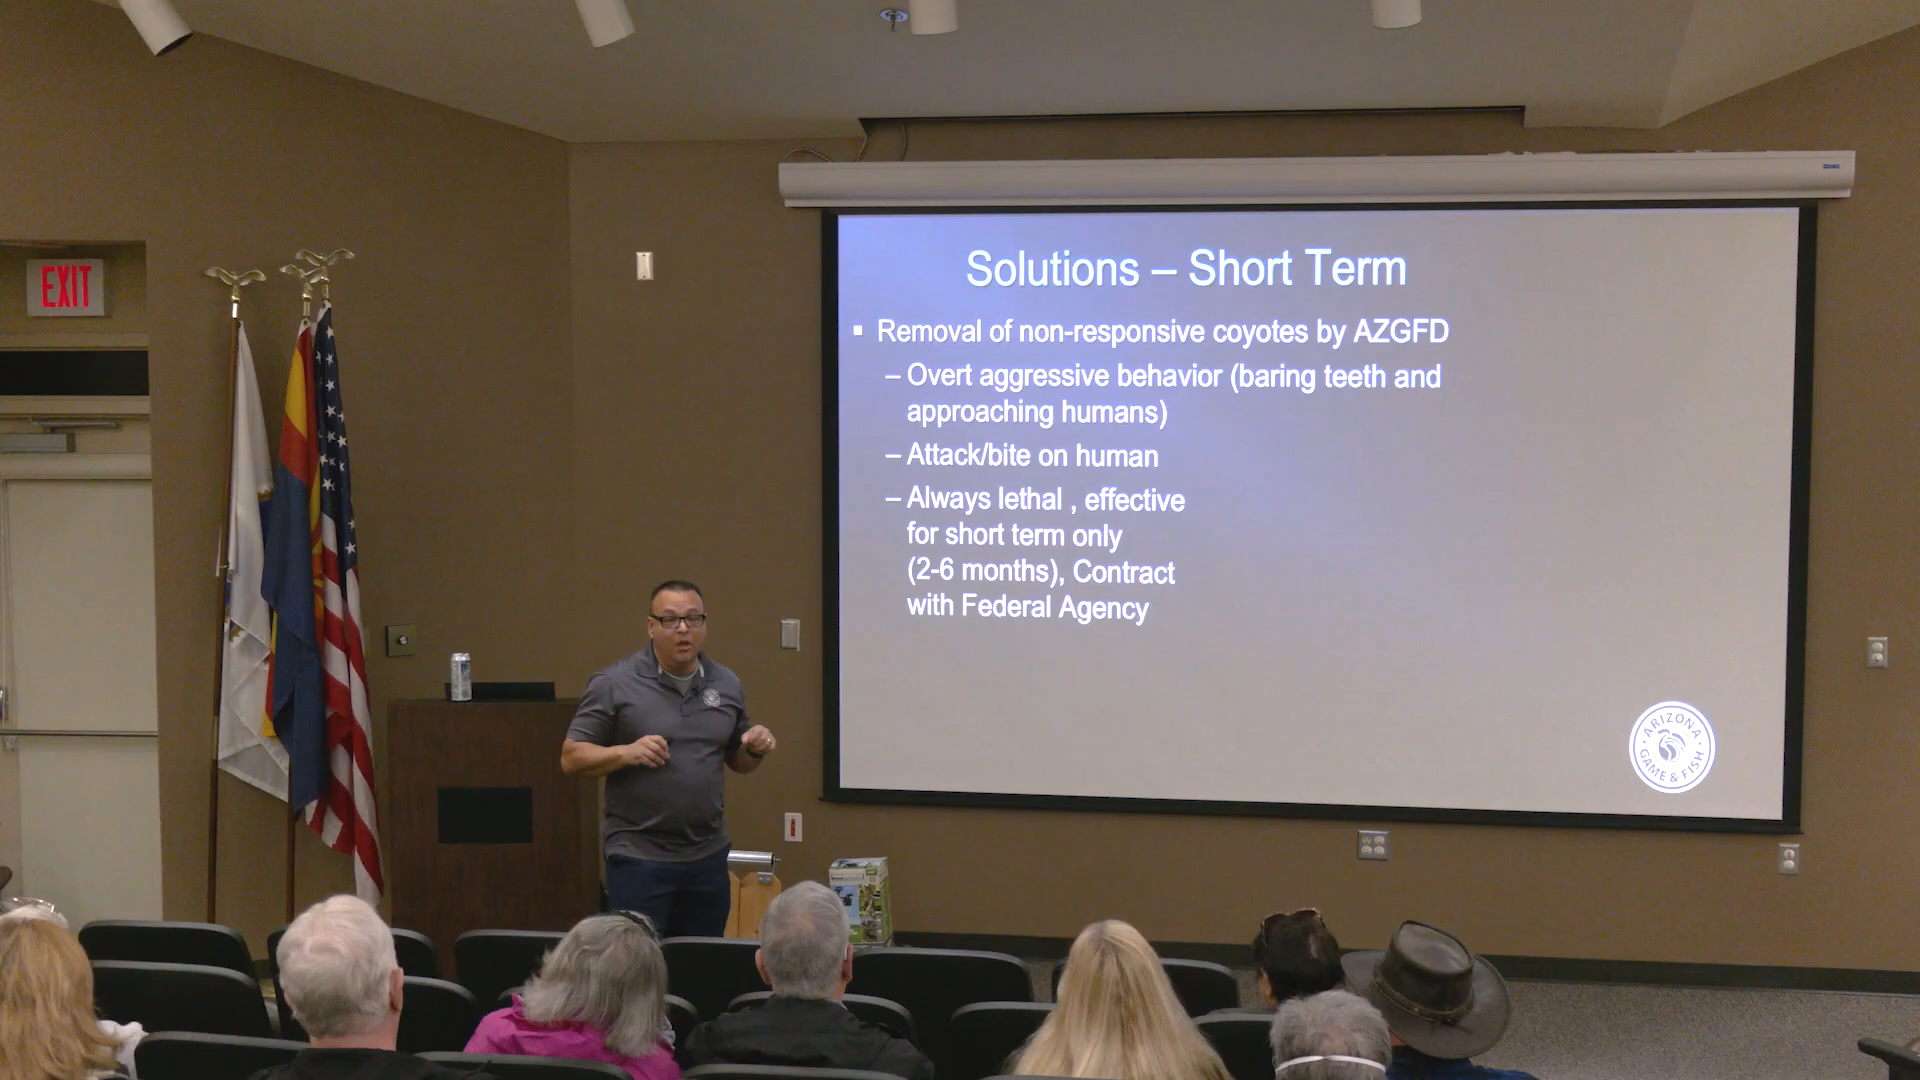 EXIT
Solutions – Short Term
▪ Removal of non-responsive coyotes by AZGFD
– Overt aggressive behavior (baring teeth and
approaching humans)
– Attack/bite on human
– Always lethal , effective
for short term only
(2-6 months), Contract
with Federal Agency
ARIZONA
GAME & FISH